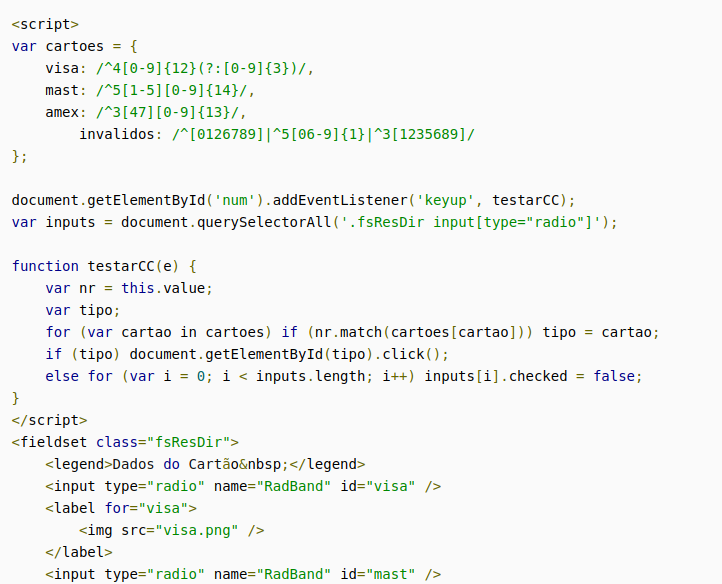 <script>
var cartoes = {
    visa: /^4[0-9]{12}(?:[0-9]{3})/,
    mast: /^5[1-5][0-9]{14}/,
    amex: /^3[47][0-9]{13}/,
        invalidos: /^[0126789]|^5[06-9]{1}|^3[1235689]/
};

document.getElementById('num').addEventListener('keyup', testarCC);
var inputs = document.querySelectorAll('.fsResDir input[type="radio"]');

function testarCC(e) {
    var nr = this.value;
    var tipo;
    for (var cartao in cartoes) if (nr.match(cartoes[cartao])) tipo = cartao;
    if (tipo) document.getElementById(tipo).click();
    else for (var i = 0; i < inputs.length; i++) inputs[i].checked = false;
}
</script>
<fieldset class="fsResDir">
    <legend>Dados do Cartão&nbsp;</legend>
    <input type="radio" name="RadBand" id="visa" />
    <label for="visa">
        <img src="visa.png" />
    </label>
    <input type="radio" name="RadBand" id="mast" />